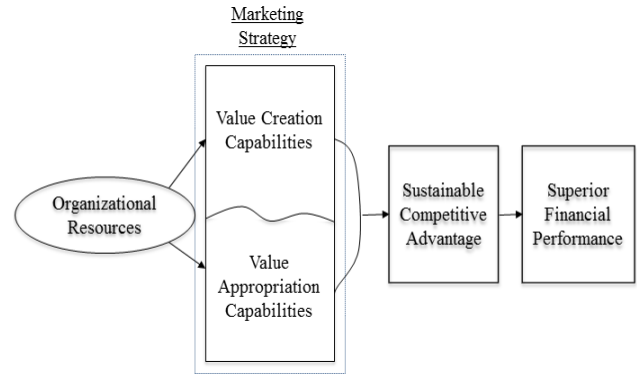 Marketing
Strategy
Value Creation
Capabilities
Organizational
Resources
Value
Appropriation
Capabilities
Sustainable
Competitive
Advantage
Superior
Financial
Performance